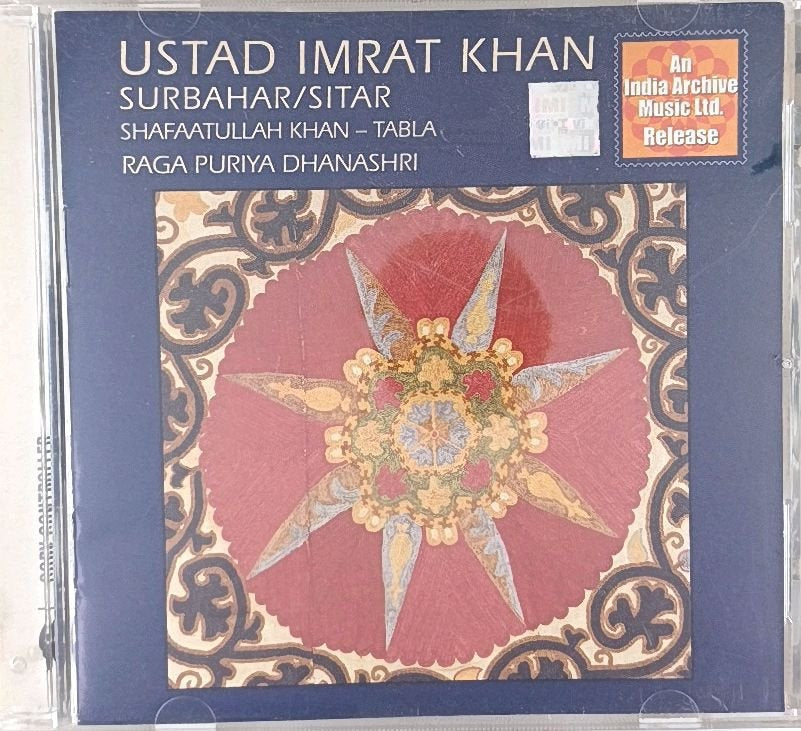 USTAD IMRAT KHAN
SURBAHAR/SITAR
SHAFAATULLAH KHAN – TABLA
RAGA PURIYA DHANASHRI
An
India Archive
Music Ltd.
Release